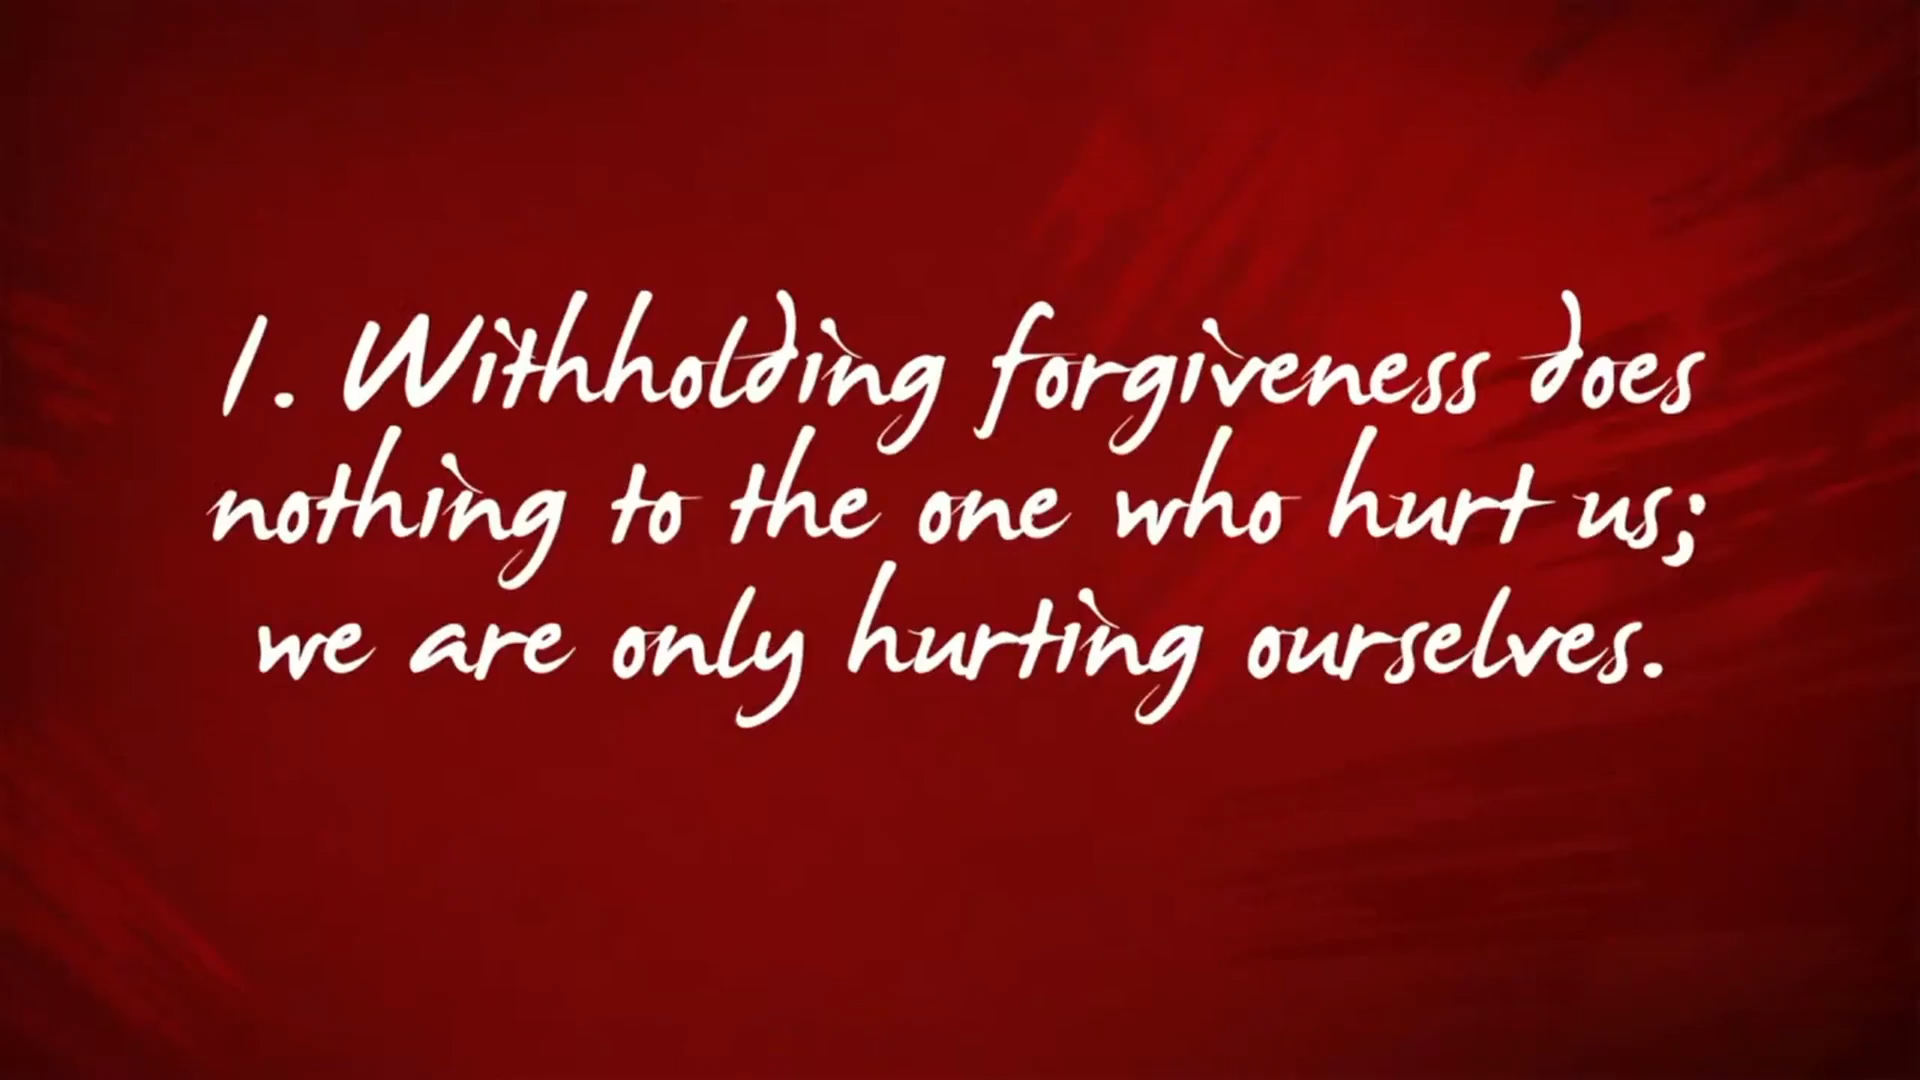 1. Withholding forgiveness does
nothing to the one who hurt us;
we are only hurting ourselves.